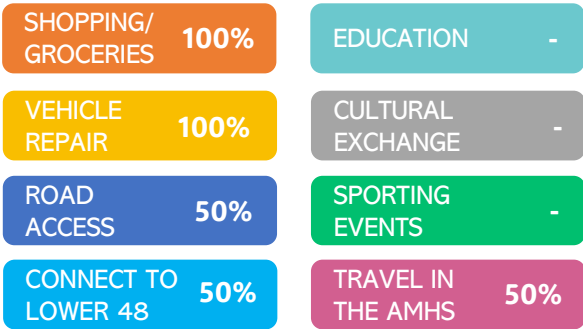 SHOPPING/
GROCERIES 100%
VEHICLE
REPAIR 100%
ROAD
ACCESS 50%
CONNECT TO
LOWER 48 50%
EDUCATION -
CULTURAL
EXCHANGE -
SPORTING
EVENTS -
TRAVEL IN
THE AMHS 50%